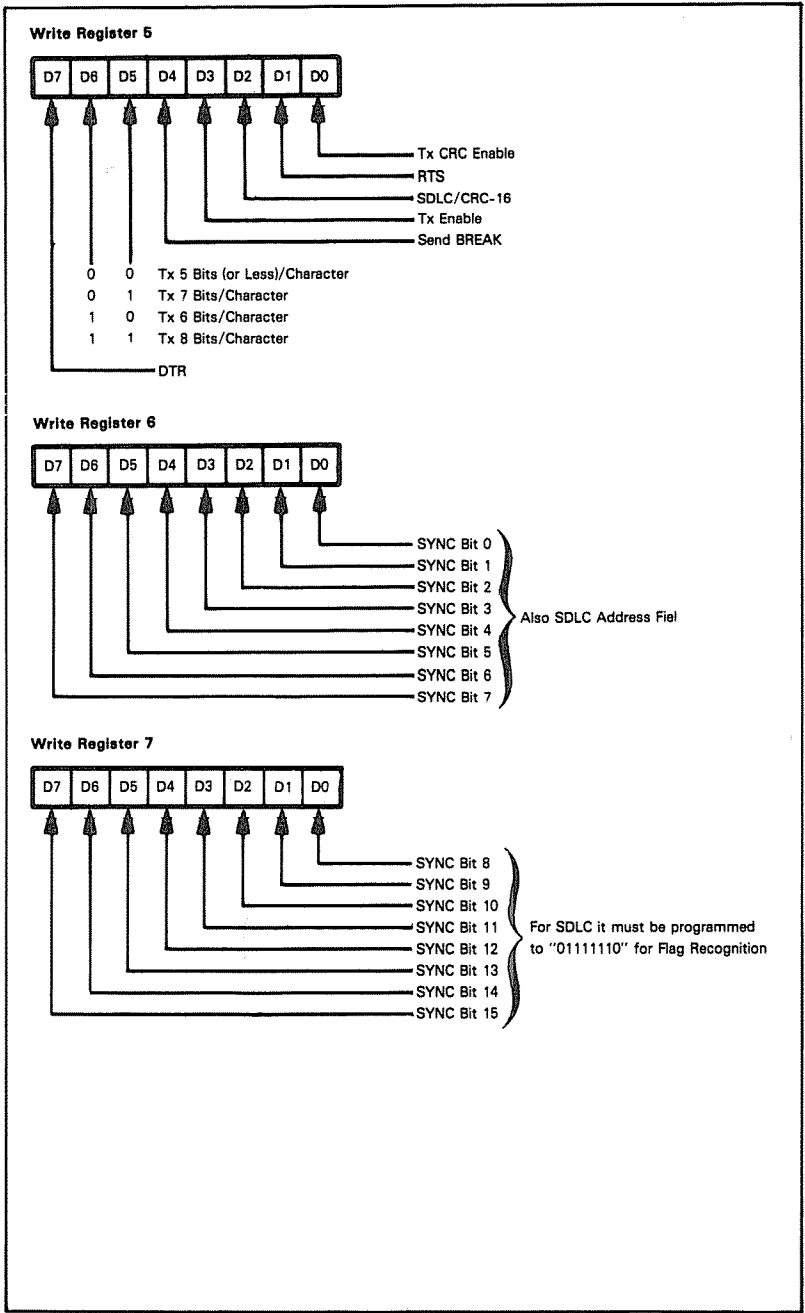 Write Register 5
D7 D6 D5 D4 D3 D2 D1 D0
Tx CRC Enable
RTS
SDLC/CRC-16
Tx Enable
Send BREAK
0 0 Tx 5 Bits (or Less)/Character
0 1 Tx 7 Bits/Character
1 0 Tx 6 Bits/Character
1 1 Tx 8 Bits/Character
DTR
Write Register 6
D7 D6 D5 D4 D3 D2 D1 D0
SYNC Bit 0
SYNC Bit 1
SYNC Bit 2
SYNC Bit 3
SYNC Bit 4
Also SDLC Address Fiel
SYNC Bit 5
SYNC Bit 6
SYNC Bit 7
Write Register 7
D7 D6 D5 D4 D3 D2 D1 D0
SYNC Bit 8
SYNC Bit 9
SYNC Bit 10
SYNC Bit 11
SYNC Bit 12
SYNC Bit 13
SYNC Bit 14
SYNC Bit 15
For SDLC it must be programmed
to "01111110" for Flag Recognition